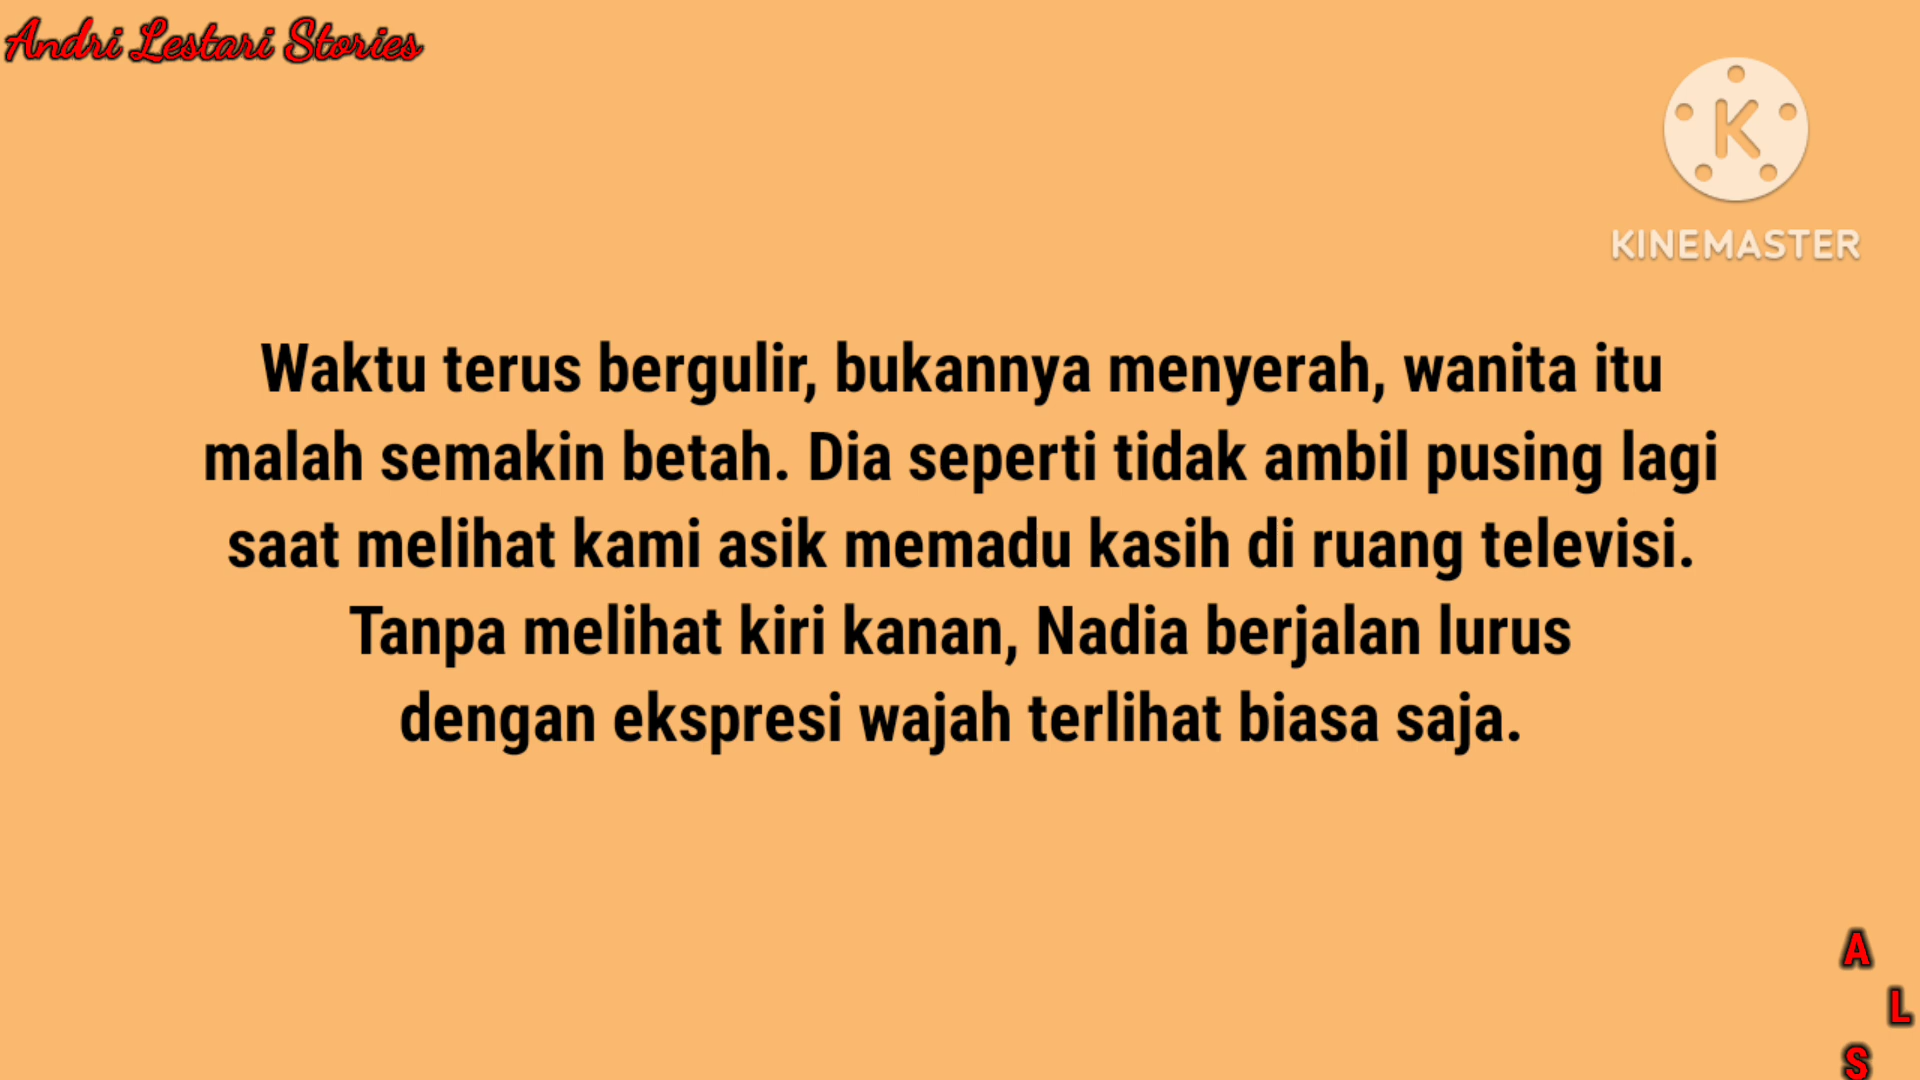 Andri Lestari Stories
K
KINEMASTER
Waktu terus bergulir, bukannya menyerah, wanita itu
malah semakin betah. Dia seperti tidak ambil pusing lagi
saat melihat kami asik memadu kasih di ruang televisi.
Tanpa melihat kiri kanan, Nadia berjalan lurus
dengan ekspresi wajah terlihat biasa saja.
A
L
S